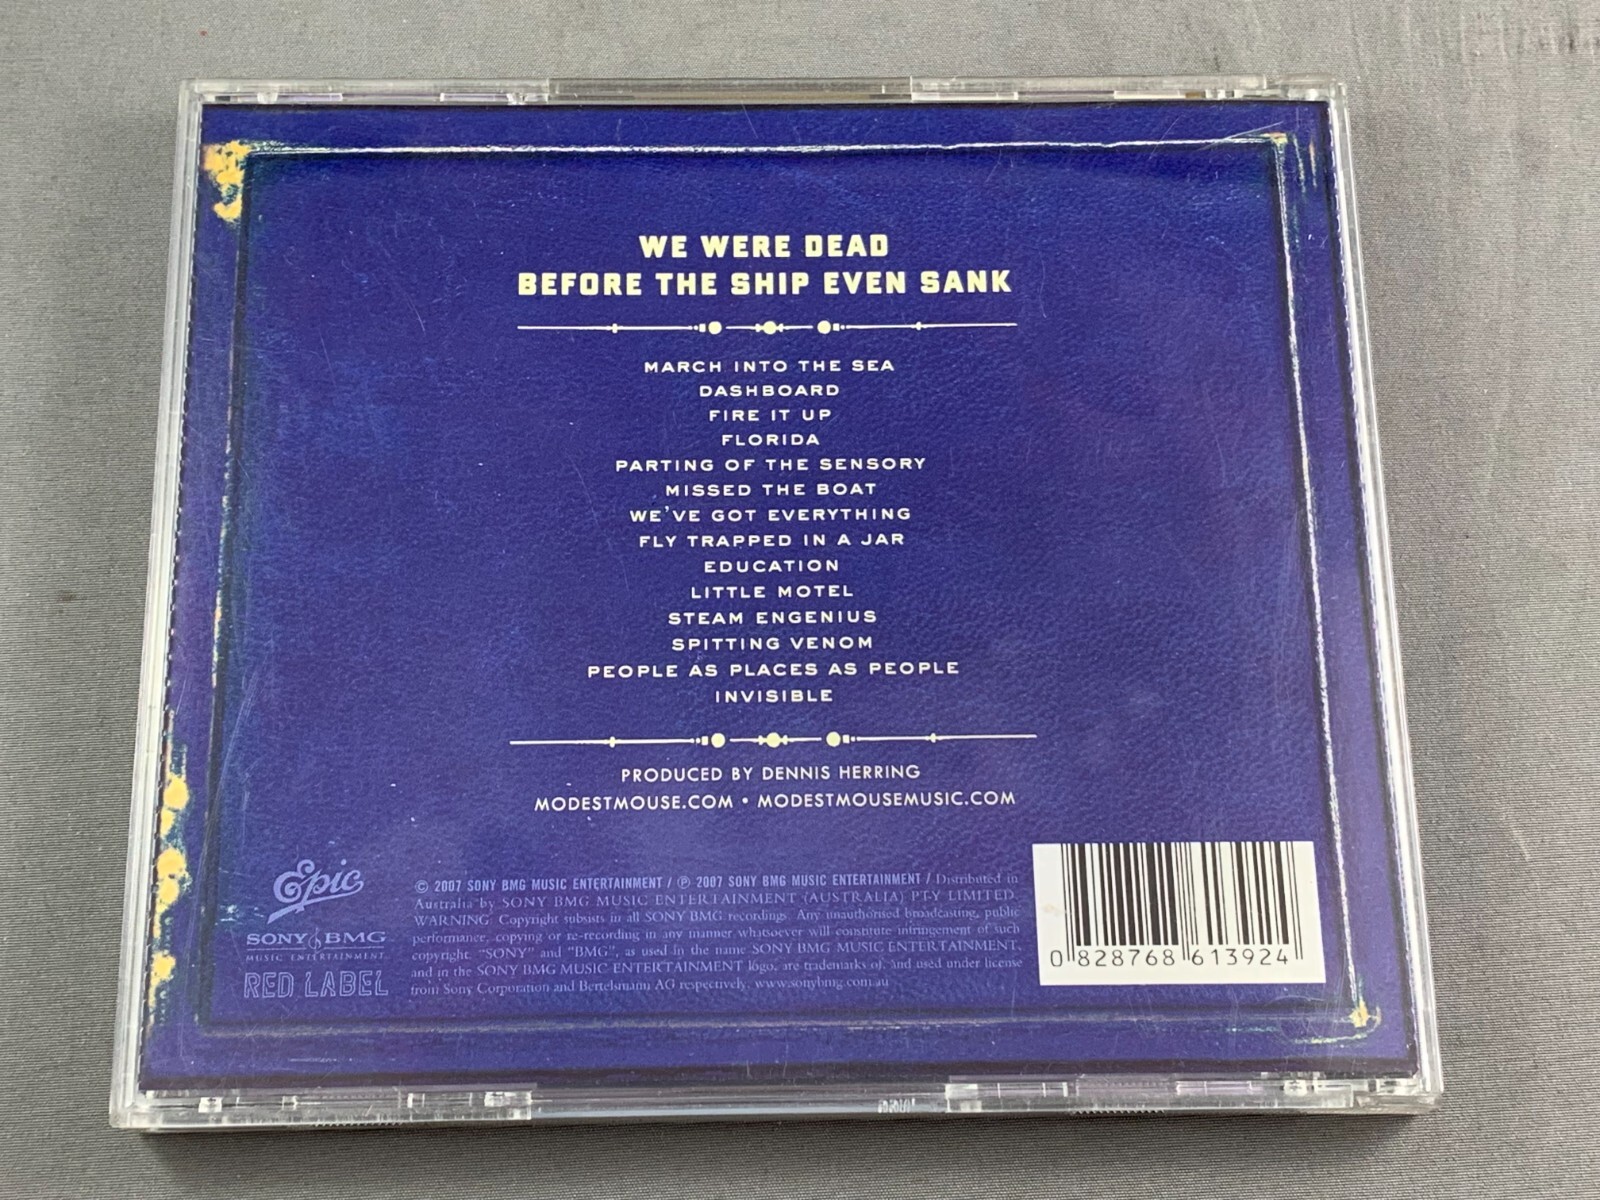 WE WERE DEAD
BEFORE THE SHIP EVEN SANK
MARCH INTO THE SEA
DASHBOARD
FIRE IT UP
FLORIDA
PARTING OF THE SENSORY
MISSED THE BOAT
WE'VE GOT EVERYTHING
FLY TRAPPED IN A JAR
EDUCATION
LITTLE MOTEL
STEAM ENGENIUS
SPITTING VENOM
PEOPLE AS PLACES AS PEOPLE
INVISIBLE
PRODUCED BY DENNIS HERRING
MODESTMOUSE.COM • MODESTMOUSEMUSIC.COM
Epic
SONY BMG
MUSIC ENTERTAINMENT
RED LABEL
© 2007 SONY BMG MUSIC ENTERTAINMENT / ℗ 2007 SONY BMG MUSIC ENTERTAINMENT / Distributed in
Australia by SONY BMG MUSIC ENTERTAINMENT (AUSTRALIA) PTY LIMITED.
WARNING: Copyright subsists in all SONY BMG recordings. Any unauthorised broadcasting, public
performance, copying or re-recording in any manner whatsoever will constitute infringement of such
copyright. "SONY" and "BMG", as used in the name SONY BMG MUSIC ENTERTAINMENT,
and in the SONY BMG MUSIC ENTERTAINMENT logo, are trademarks of, and used under license
from Sony Corporation and Bertelsmann AG respectively. www.sonybmg.com.au
0 828768 613924